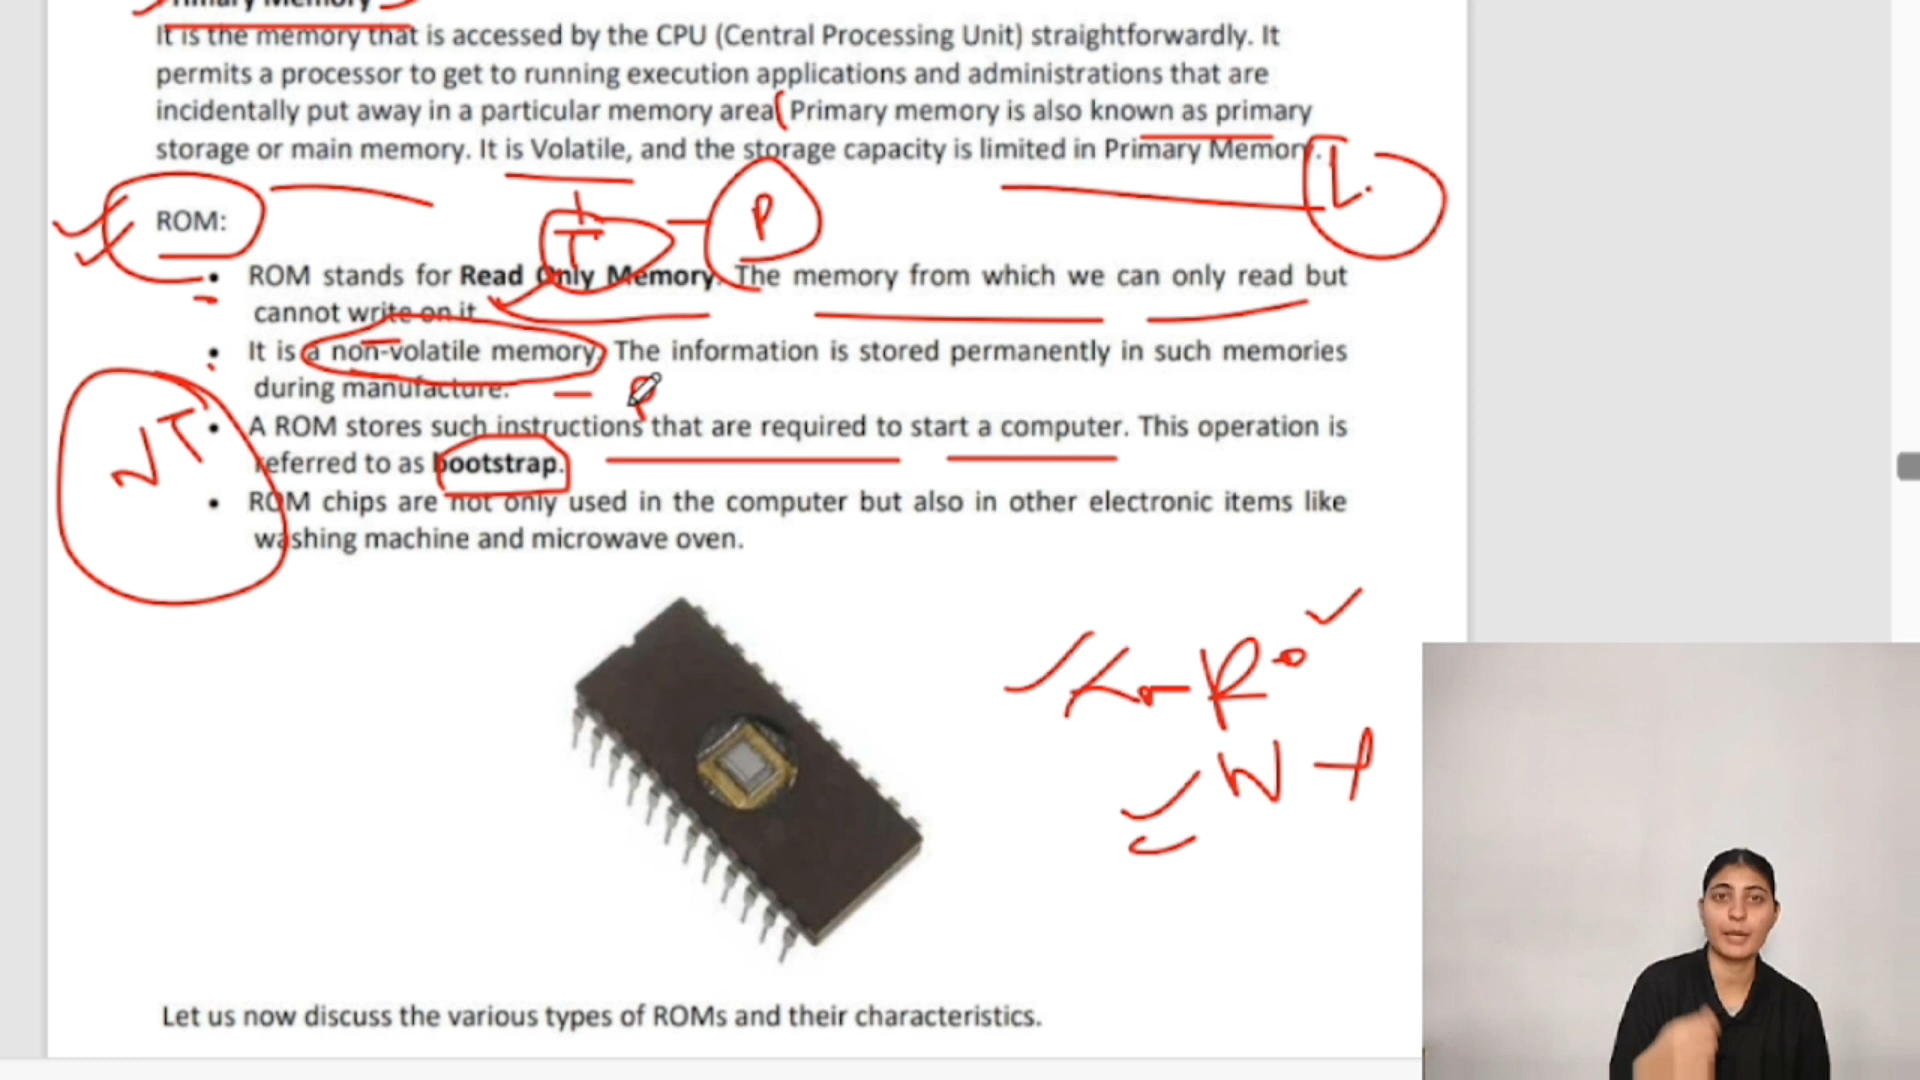 Primary Memory
It is the memory that is accessed by the CPU (Central Processing Unit) straightforwardly. It
permits a processor to get to running execution applications and administrations that are
incidentally put away in a particular memory area. Primary memory is also known as primary
storage or main memory. It is Volatile, and the storage capacity is limited in Primary Memory.
L.
P
T
ROM:
ROM stands for Read Only Memory. The memory from which we can only read but
cannot write on it.
It is a non-volatile memory. The information is stored permanently in such memories
during manufacture.
P
NT
A ROM stores such instructions that are required to start a computer. This operation is
referred to as bootstrap.
ROM chips are not only used in the computer but also in other electronic items like
washing machine and microwave oven.
R
W
Let us now discuss the various types of ROMs and their characteristics.